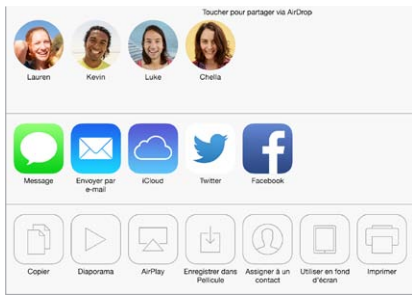 Toucher pour partager via AirDrop
Lauren Kevin Luke Chella
Message Envoyer par iCloud Twitter Facebook
e-mail
Copier Diaporama AirPlay Enregistrer dans Assigner à un Utiliser en fond Imprimer
Pellicule contact d'écran